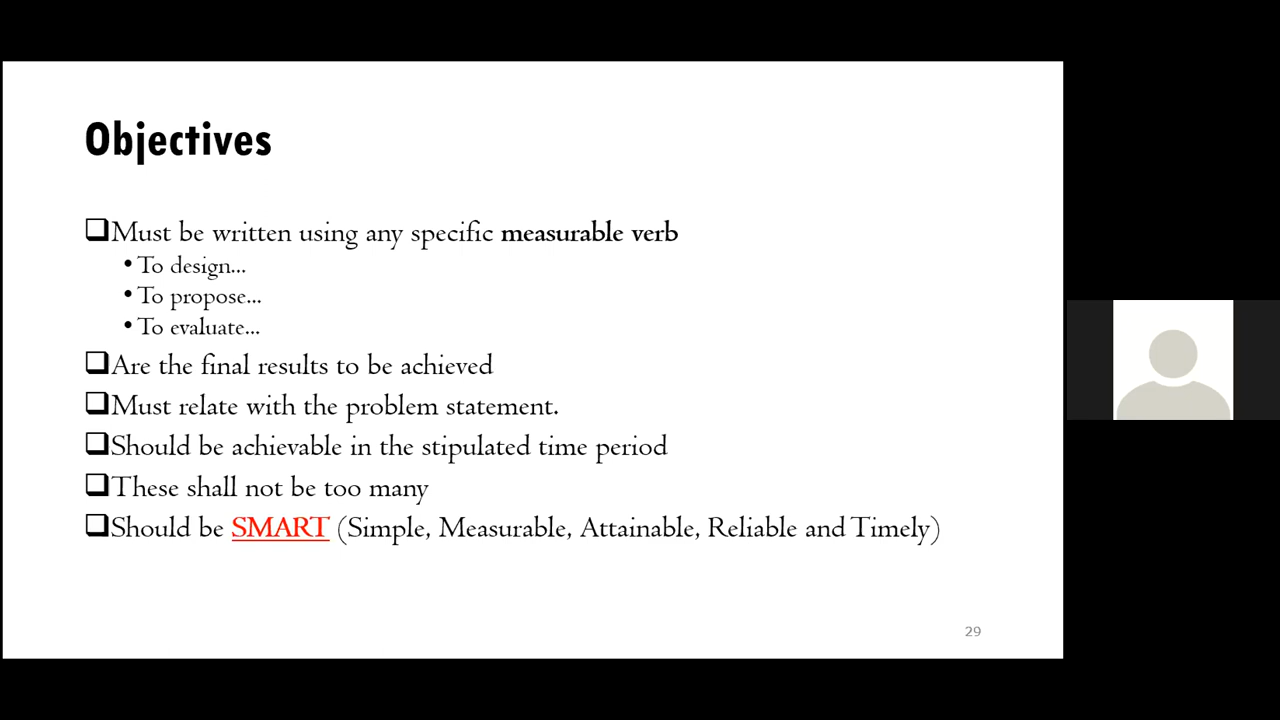 Objectives
Must be written using any specific measurable verb
• To design...
• To propose...
• To evaluate...
Are the final results to be achieved
Must relate with the problem statement.
Should be achievable in the stipulated time period
These shall not be too many
Should be SMART (Simple, Measurable, Attainable, Reliable and Timely)
29